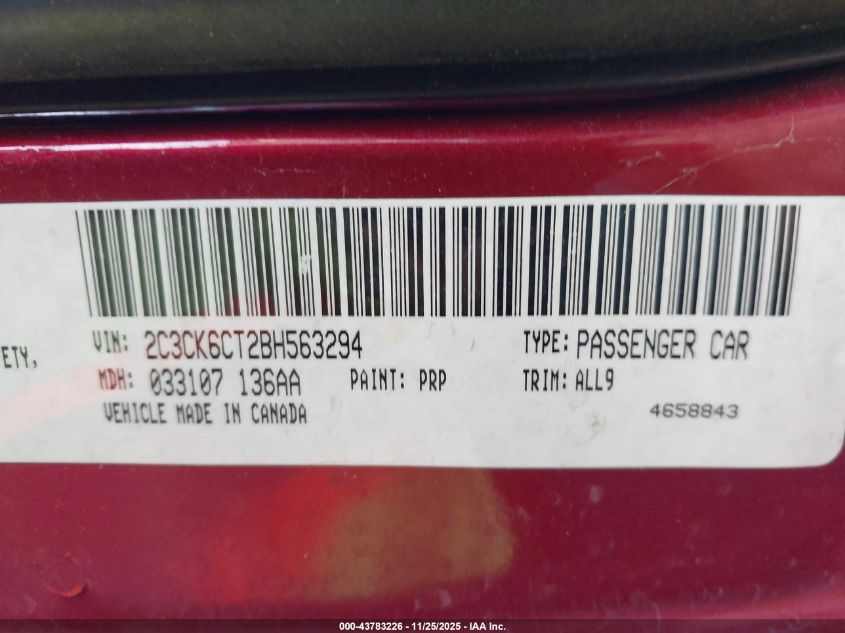 ETY,
VIN: 2C3CK6CT2BH563294 TYPE: PASSENGER CAR
MDH: 033107 136AA PAINT: PRP TRIM: ALL9
VEHICLE MADE IN CANADA 4658843
000-43783226 - 11/25/2025 - IAA Inc.